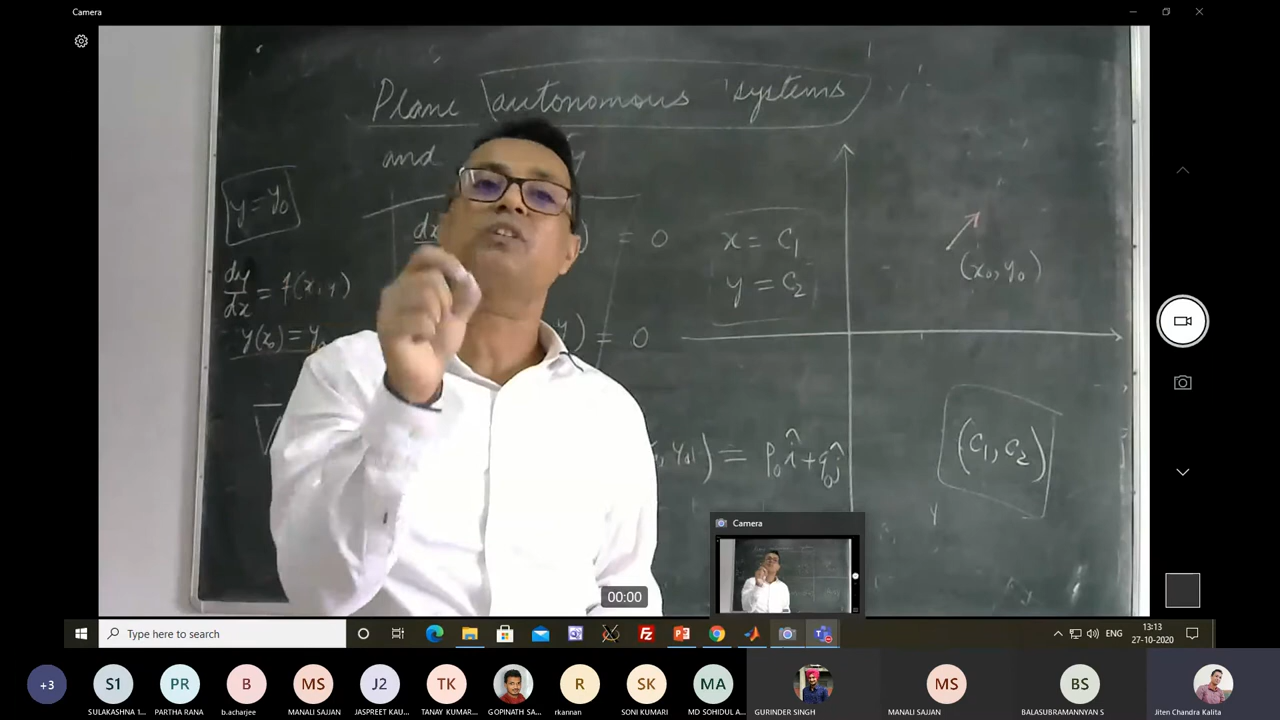 Camera
Plane autonomous systems
and
y = y₀
dx
= 0
x = C₁
y = C₂
(x₀, y₀)
dy/dx = f(x, y)
y(x₀) = y₀
y) = 0
= p₀ î + q₀ ĵ
(C₁, C₂)
Camera
00:00
Type here to search
ENG
13:13
27-10-2020
+3
S1
PR
B
MS
J2
TK
R
SK
MA
MS
BS
SULAKASHNA 1...
PARTHA RANA
b.acharjee
MANALI SAJJAN
JASPREET KAU...
TANAY KUMAR...
GOPINATH SA...
rkannan
SONI KUMARI
MD SOHIDUL A...
GURINDER SINGH
MANALI SAJJAN
BALASUBRAMANNYAN S
Jiten Chandra Kalita